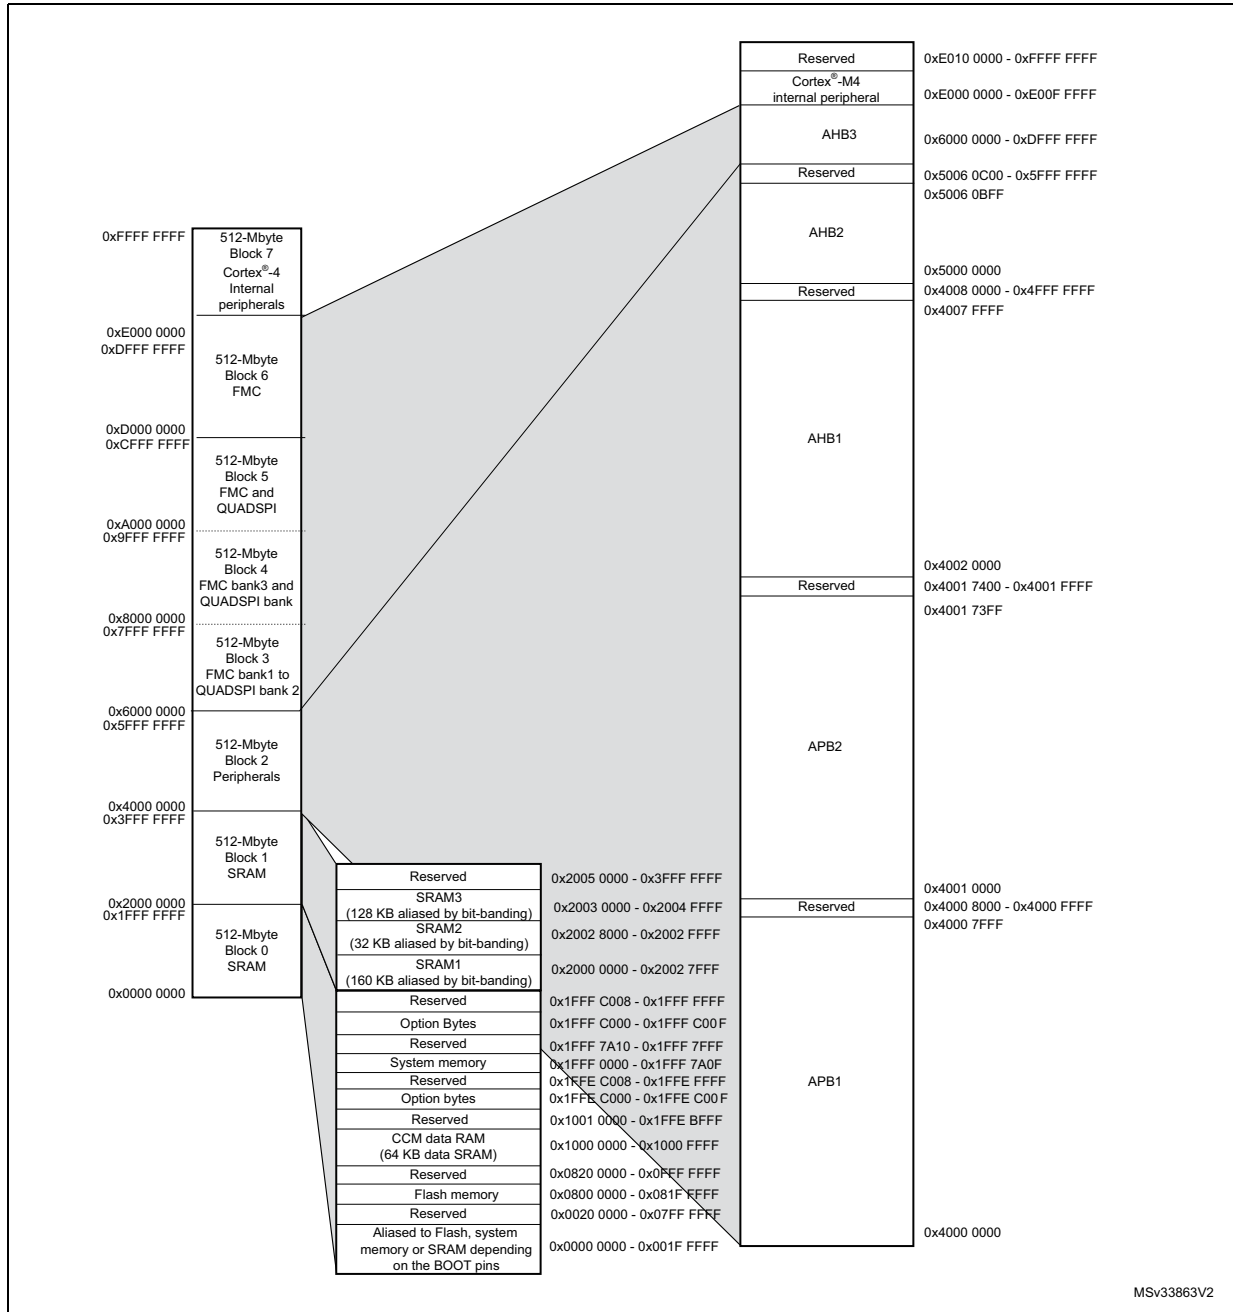 0xFFFF FFFF
512-Mbyte
Block 7
Cortex®-4
Internal
peripherals
0xE000 0000
0xDFFF FFFF
512-Mbyte
Block 6
FMC
0xD000 0000
0xCFFF FFFF
512-Mbyte
Block 5
FMC and
QUADSPI
0xA000 0000
0x9FFF FFFF
512-Mbyte
Block 4
FMC bank3 and
QUADSPI bank
0x8000 0000
0x7FFF FFFF
512-Mbyte
Block 3
FMC bank1 to
QUADSPI bank 2
0x6000 0000
0x5FFF FFFF
512-Mbyte
Block 2
Peripherals
0x4000 0000
0x3FFF FFFF
512-Mbyte
Block 1
SRAM
0x2000 0000
0x1FFF FFFF
512-Mbyte
Block 0
SRAM
0x0000 0000
Reserved 0x2005 0000 - 0x3FFF FFFF
SRAM3
(128 KB aliased by bit-banding) 0x2003 0000 - 0x2004 FFFF
SRAM2
(32 KB aliased by bit-banding) 0x2002 8000 - 0x2002 FFFF
SRAM1
(160 KB aliased by bit-banding) 0x2000 0000 - 0x2002 7FFF
Reserved 0x1FFF C008 - 0x1FFF FFFF
Option Bytes 0x1FFF C000 - 0x1FFF C00F
Reserved 0x1FFF 7A10 - 0x1FFF 7FFF
System memory 0x1FFF 0000 - 0x1FFF 7A0F
Reserved 0x1FFE C008 - 0x1FFE FFFF
Option bytes 0x1FFE C000 - 0x1FFE C00F
Reserved 0x1001 0000 - 0x1FFE BFFF
CCM data RAM
(64 KB data SRAM) 0x1000 0000 - 0x1000 FFFF
Reserved 0x0820 0000 - 0x0FFF FFFF
Flash memory 0x0800 0000 - 0x081F FFFF
Reserved 0x0020 0000 - 0x07FF FFFF
Aliased to Flash, system
memory or SRAM depending 0x0000 0000 - 0x001F FFFF
on the BOOT pins
Reserved 0xE010 0000 - 0xFFFF FFFF
Cortex®-M4
internal peripheral 0xE000 0000 - 0xE00F FFFF
AHB3 0x6000 0000 - 0xDFFF FFFF
Reserved 0x5006 0C00 - 0x5FFF FFFF
0x5006 0BFF
AHB2
0x5000 0000
Reserved 0x4008 0000 - 0x4FFF FFFF
0x4007 FFFF
AHB1
0x4002 0000
Reserved 0x4001 7400 - 0x4001 FFFF
0x4001 73FF
APB2
0x4001 0000
Reserved 0x4000 8000 - 0x4000 FFFF
0x4000 7FFF
APB1
0x4000 0000
MSv33863V2